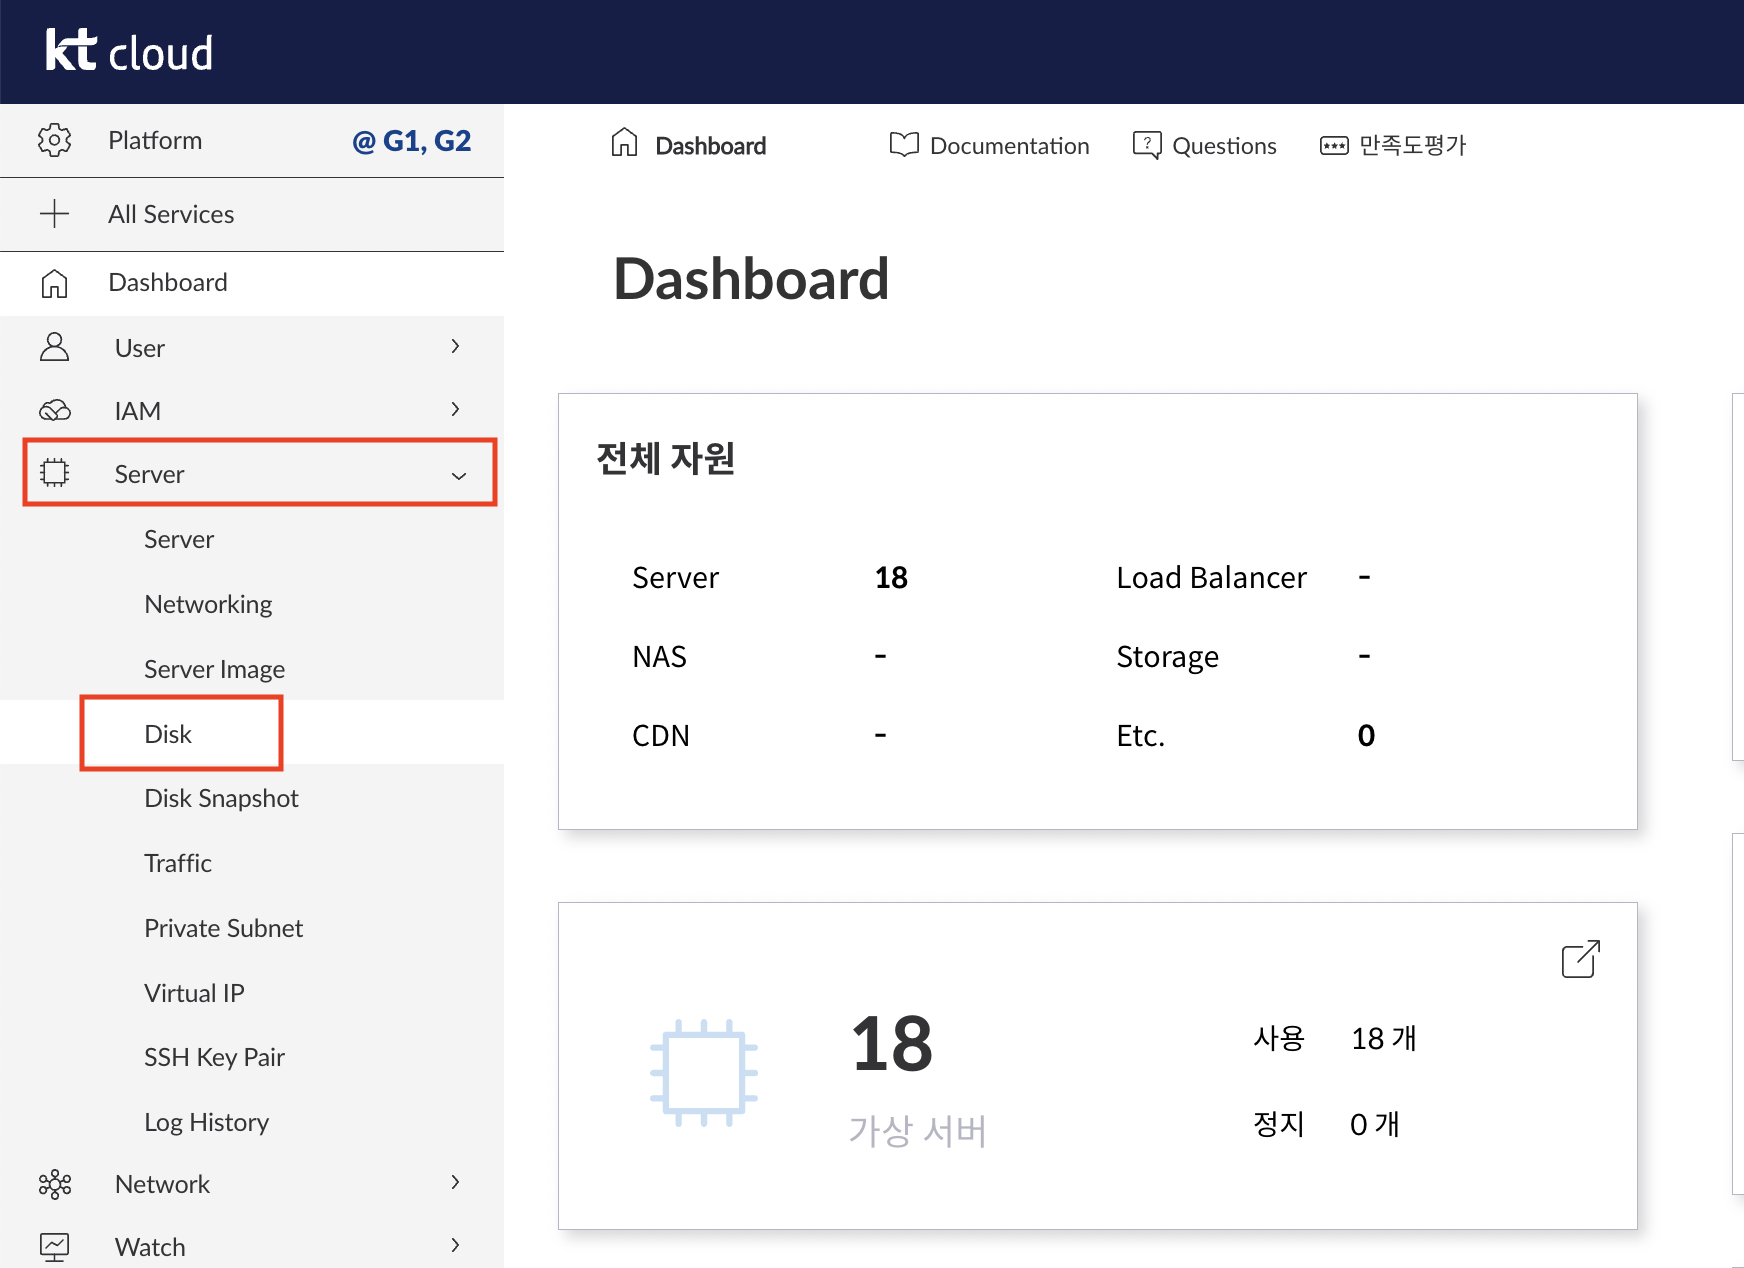 kt cloud
Platform @ G1, G2
All Services
Dashboard
User
IAM
Server
Server
Networking
Server Image
Disk
Disk Snapshot
Traffic
Private Subnet
Virtual IP
SSH Key Pair
Log History
Network
Watch
Dashboard Documentation Questions 만족도평가
Dashboard
전체 자원
Server 18 Load Balancer -
NAS - Storage -
CDN - Etc. 0
18
가상 서버
사용 18 개
정지 0 개